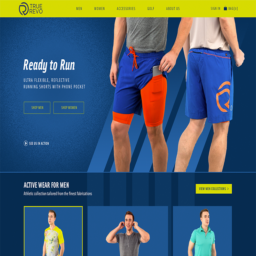 TRUE
REVO
MEN
WOMEN
ACCESSORIES
GOLF
ABOUT US
SIGN IN
Ready to Run
ULTRA FLEXIBLE, REFLECTIVE
RUNNING SHORTS WITH PHONE POCKET
SHOP MEN
SHOP WOMEN
SEE US IN ACTION
ACTIVE WEAR FOR MEN
Athletic collection tailored from the finest fabrications
VIEW MEN COLLECTIONS